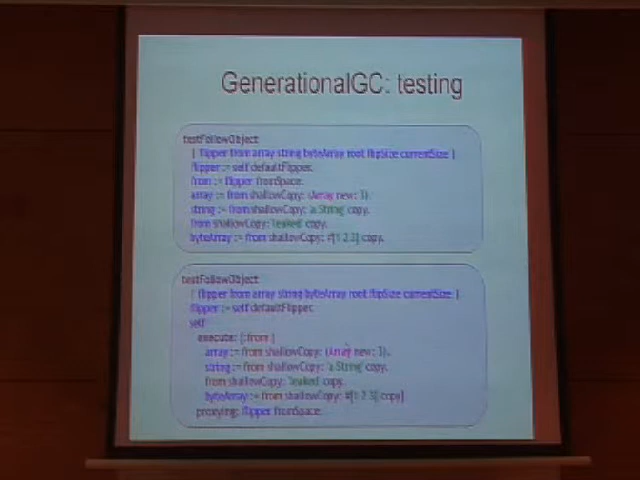 GenerationalGC: testing
testFollowObject
| flipper from array string byteArray root flipSize currentSize |
flipper := self defaultFlipper.
from := flipper fromSpace.
array := from shallowCopy: (Array new: 3).
string := from shallowCopy: 'a String' copy.
from shallowCopy: 'leaked' copy.
byteArray := from shallowCopy: #[1 2 3] copy.
testFollowObject
| flipper from array string byteArray root flipSize currentSize |
flipper := self defaultFlipper.
self
execute: [:from |
array := from shallowCopy: (Array new: 3).
string := from shallowCopy: 'a String' copy.
from shallowCopy: 'leaked' copy.
byteArray := from shallowCopy: #[1 2 3] copy]
proxying: flipper fromSpace.